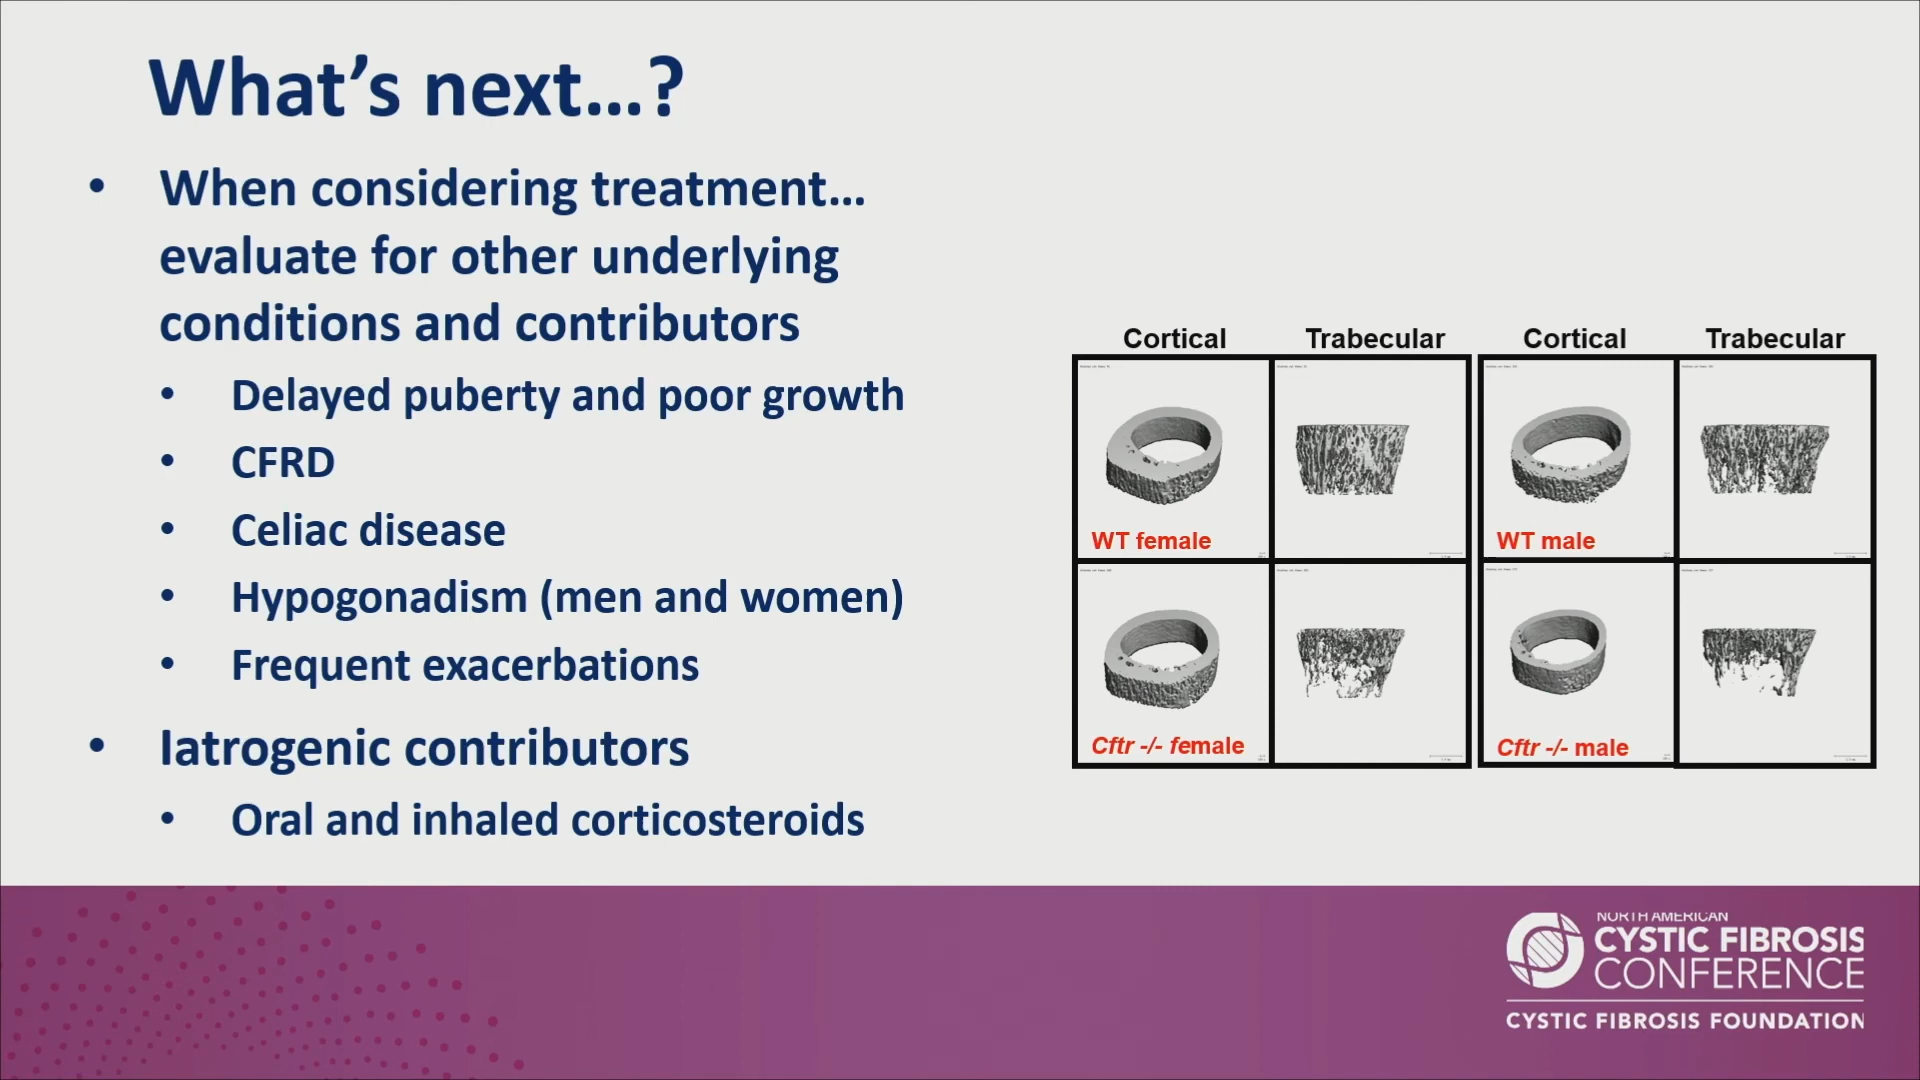 What's next...?
• When considering treatment...
evaluate for other underlying
conditions and contributors
• Delayed puberty and poor growth
• CFRD
• Celiac disease
• Hypogonadism (men and women)
• Frequent exacerbations
• Iatrogenic contributors
• Oral and inhaled corticosteroids
Cortical Trabecular Cortical Trabecular
WT female WT male
Cftr -/- female Cftr -/- male
NORTH AMERICAN
CYSTIC FIBROSIS
CONFERENCE
CYSTIC FIBROSIS FOUNDATION